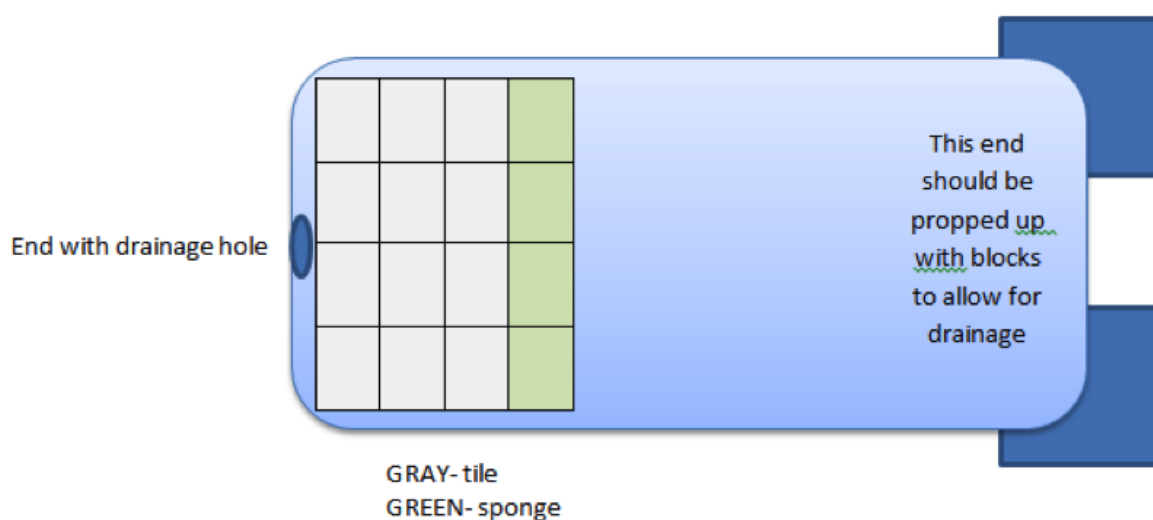 End with drainage hole
This end
should be
propped up
with blocks
to allow for
drainage
GRAY- tile
GREEN- sponge